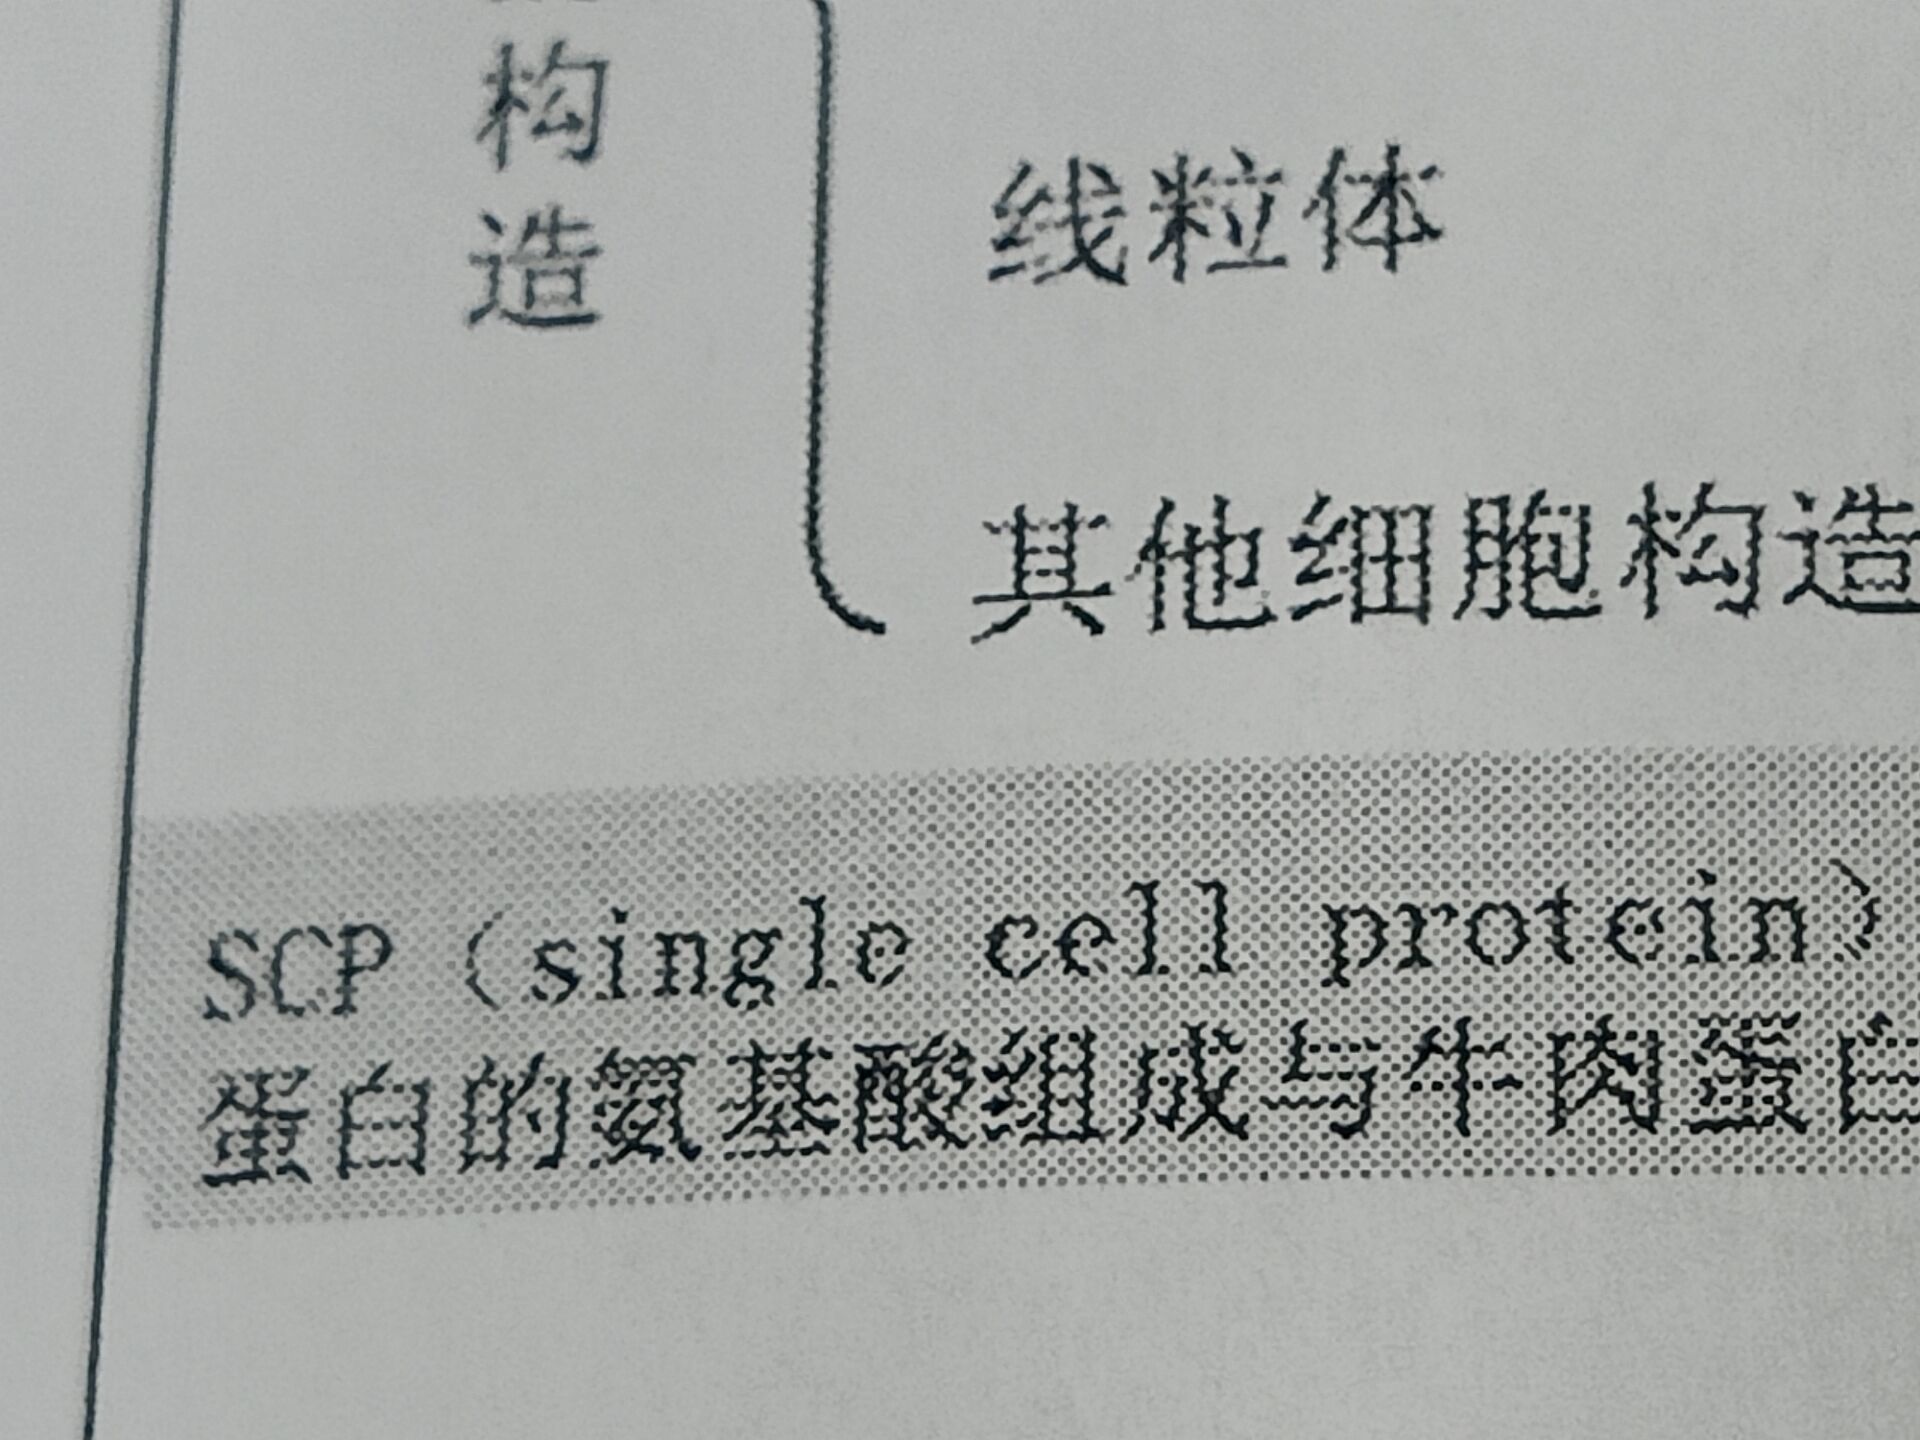 构
造
线粒体
其他细胞构造
SCP（single cell protein）
蛋白的氨基酸组成与牛肉蛋白